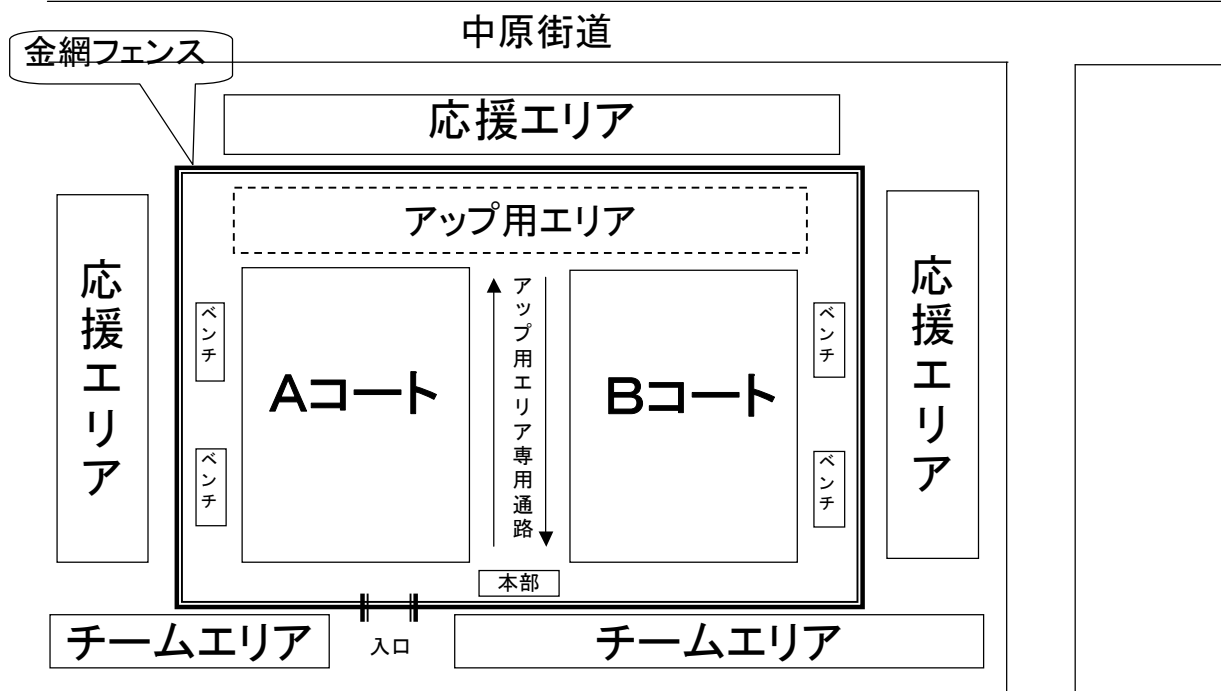 中原街道
金網フェンス
応援エリア
アップ用エリア
応援エリア
ベンチ
ベンチ
Aコート
アップ用エリア専用通路
Bコート
ベンチ
ベンチ
応援エリア
本部
チームエリア
入口
チームエリア